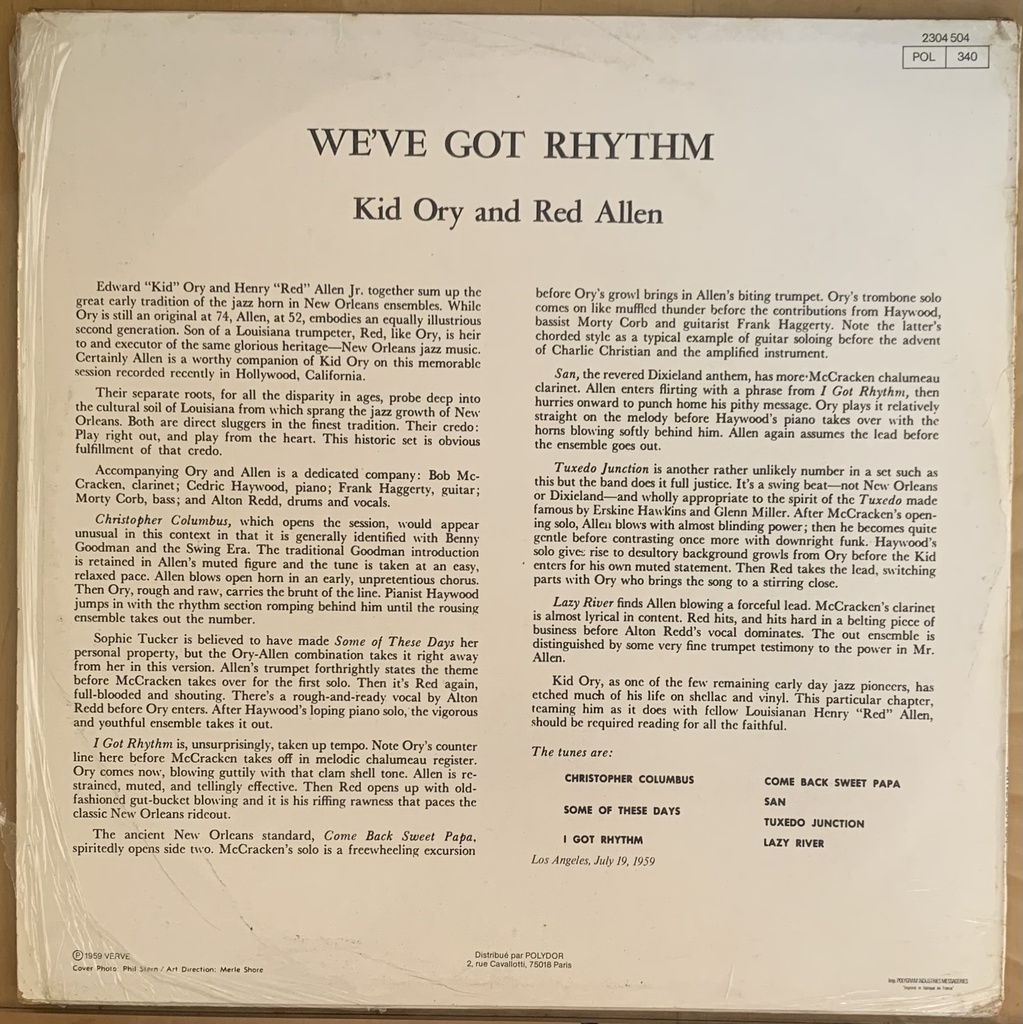 2304 504
POL 340
WE'VE GOT RHYTHM
Kid Ory and Red Allen
Edward "Kid" Ory and Henry "Red" Allen Jr. together sum up the
great early tradition of the jazz horn in New Orleans ensembles. While
Ory is still an original at 74, Allen, at 52, embodies an equally illustrious
second generation. Son of a Louisiana trumpeter, Red, like Ory, is heir
to and executor of the same glorious heritage—New Orleans jazz music.
Certainly Allen is a worthy companion of Kid Ory on this memorable
session recorded recently in Hollywood, California.
Their separate roots, for all the disparity in ages, probe deep into
the cultural soil of Louisiana from which sprang the jazz growth of New
Orleans. Both are direct sluggers in the finest tradition. Their credo:
Play right out, and play from the heart. This historic set is obvious
fulfillment of that credo.
Accompanying Ory and Allen is a dedicated company: Bob Mc-
Cracken, clarinet; Cedric Haywood, piano; Frank Haggerty, guitar;
Morty Corb, bass; and Alton Redd, drums and vocals.
Christopher Columbus, which opens the session, would appear
unusual in this context in that it is generally identified with Benny
Goodman and the Swing Era. The traditional Goodman introduction
is retained in Allen's muted figure and the tune is taken at an easy,
relaxed pace. Allen blows open horn in an early, unpretentious chorus.
Then Ory, rough and raw, carries the brunt of the line. Pianist Haywood
jumps in with the rhythm section romping behind him until the rousing
ensemble takes out the number.
Sophie Tucker is believed to have made Some of These Days her
personal property, but the Ory-Allen combination takes it right away
from her in this version. Allen's trumpet forthrightly states the theme
before McCracken takes over for the first solo. Then it's Red again,
full-blooded and shouting. There's a rough-and-ready vocal by Alton
Redd before Ory enters. After Haywood's loping piano solo, the vigorous
and youthful ensemble takes it out.
I Got Rhythm is, unsurprisingly, taken up tempo. Note Ory's counter
line here before McCracken takes off in melodic chalumeau register.
Ory comes now, blowing guttily with that clam shell tone. Allen is re-
strained, muted, and tellingly effective. Then Red opens up with old-
fashioned gut-bucket blowing and it is his riffing rawness that paces the
classic New Orleans rideout.
The ancient New Orleans standard, Come Back Sweet Papa,
spiritedly opens side two. McCracken's solo is a freewheeling excursion
before Ory's growl brings in Allen's biting trumpet. Ory's trombone solo
comes on like muffled thunder before the contributions from Haywood,
bassist Morty Corb and guitarist Frank Haggerty. Note the latter's
chorded style as a typical example of guitar soloing before the advent
of Charlie Christian and the amplified instrument.
San, the revered Dixieland anthem, has more McCracken chalumeau
clarinet. Allen enters flirting with a phrase from I Got Rhythm, then
hurries onward to punch home his pithy message. Ory plays it relatively
straight on the melody before Haywood's piano takes over with the
horns blowing softly behind him. Allen again assumes the lead before
the ensemble goes out.
Tuxedo Junction is another rather unlikely number in a set such as
this but the band does it full justice. It's a swing beat—not New Orleans
or Dixieland—and wholly appropriate to the spirit of the Tuxedo made
famous by Erskine Hawkins and Glenn Miller. After McCracken's open-
ing solo, Allen blows with almost blinding power; then he becomes quite
gentle before contrasting once more with downright funk. Haywood's
solo gives rise to desultory background growls from Ory before the Kid
enters for his own muted statement. Then Red takes the lead, switching
parts with Ory who brings the song to a stirring close.
Lazy River finds Allen blowing a forceful lead. McCracken's clarinet
is almost lyrical in content. Red hits, and hits hard in a belting piece of
business before Alton Redd's vocal dominates. The out ensemble is
distinguished by some very fine trumpet testimony to the power in Mr.
Allen.
Kid Ory, as one of the few remaining early day jazz pioneers, has
etched much of his life on shellac and vinyl. This particular chapter,
teaming him as it does with fellow Louisianan Henry "Red" Allen,
should be required reading for all the faithful.
The tunes are:
CHRISTOPHER COLUMBUS
SOME OF THESE DAYS
I GOT RHYTHM
COME BACK SWEET PAPA
SAN
TUXEDO JUNCTION
LAZY RIVER
Los Angeles, July 19, 1959
Ⓟ 1959 VERVE
Cover Photo: Phil Stern / Art Direction: Merle Shore
Distribué par POLYDOR
2, rue Cavallotti, 75018 Paris
Imp. POLYGRAM INDUSTRIES MESSAGERIES